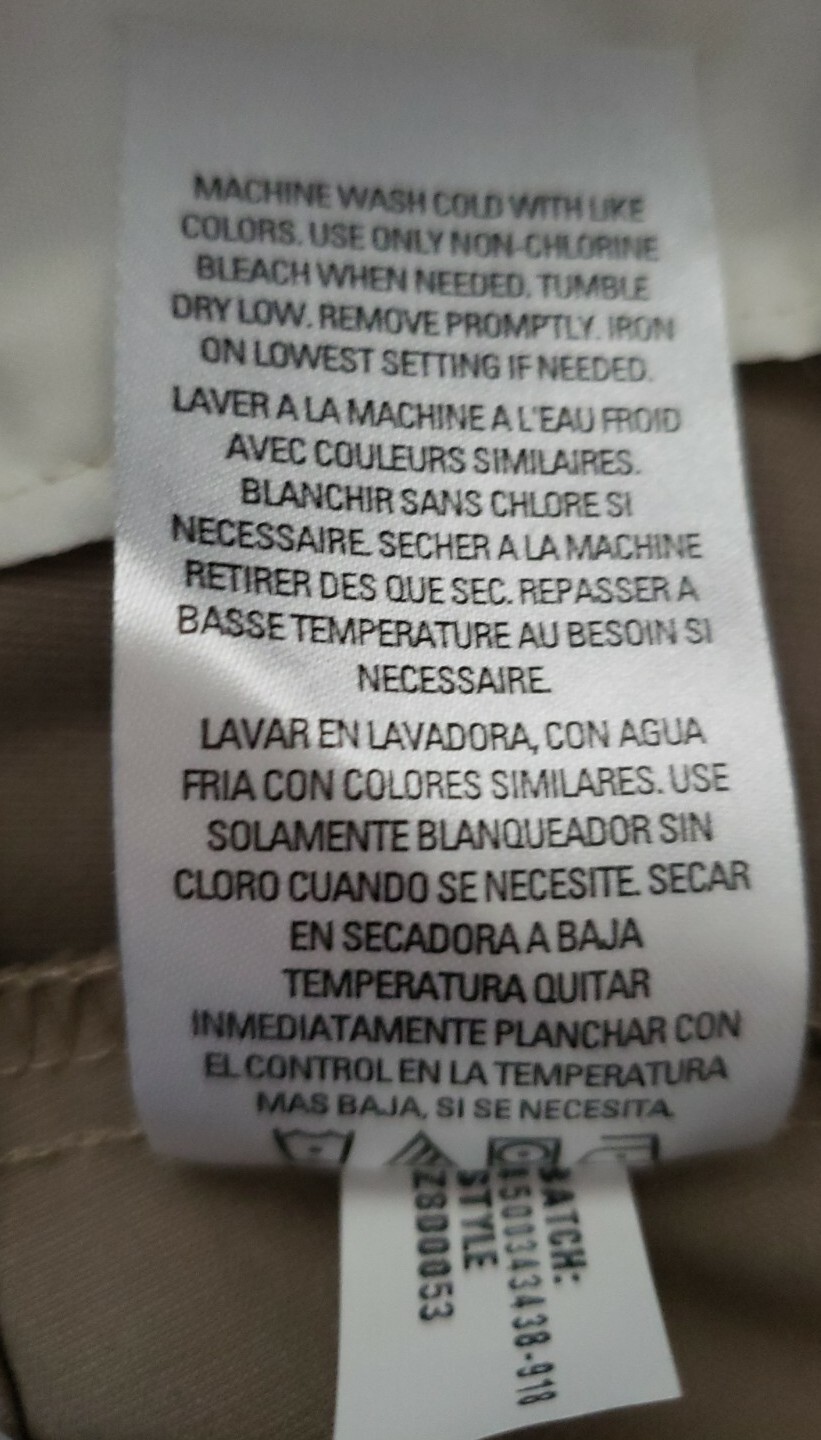 MACHINE WASH COLD WITH LIKE
COLORS. USE ONLY NON-CHLORINE
BLEACH WHEN NEEDED. TUMBLE
DRY LOW. REMOVE PROMPTLY. IRON
ON LOWEST SETTING IF NEEDED.
LAVER A LA MACHINE A L'EAU FROID
AVEC COULEURS SIMILAIRES.
BLANCHIR SANS CHLORE SI
NECESSAIRE. SECHER A LA MACHINE
RETIRER DES QUE SEC. REPASSER A
BASSE TEMPERATURE AU BESOIN SI
NECESSAIRE.
LAVAR EN LAVADORA, CON AGUA
FRIA CON COLORES SIMILARES. USE
SOLAMENTE BLANQUEADOR SIN
CLORO CUANDO SE NECESITE. SECAR
EN SECADORA A BAJA
TEMPERATURA QUITAR
INMEDIATAMENTE PLANCHAR CON
EL CONTROL EN LA TEMPERATURA
MAS BAJA, SI SE NECESITA.
BATCH:
STYLE